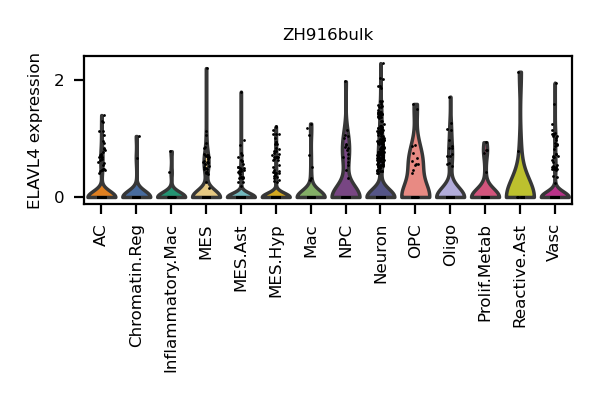 ZH916bulk
ELAVL4 expression
2
0
AC
Chromatin.Reg
Inflammatory.Mac
MES
MES.Ast
MES.Hyp
Mac
NPC
Neuron
OPC
Oligo
Prolif.Metab
Reactive.Ast
Vasc